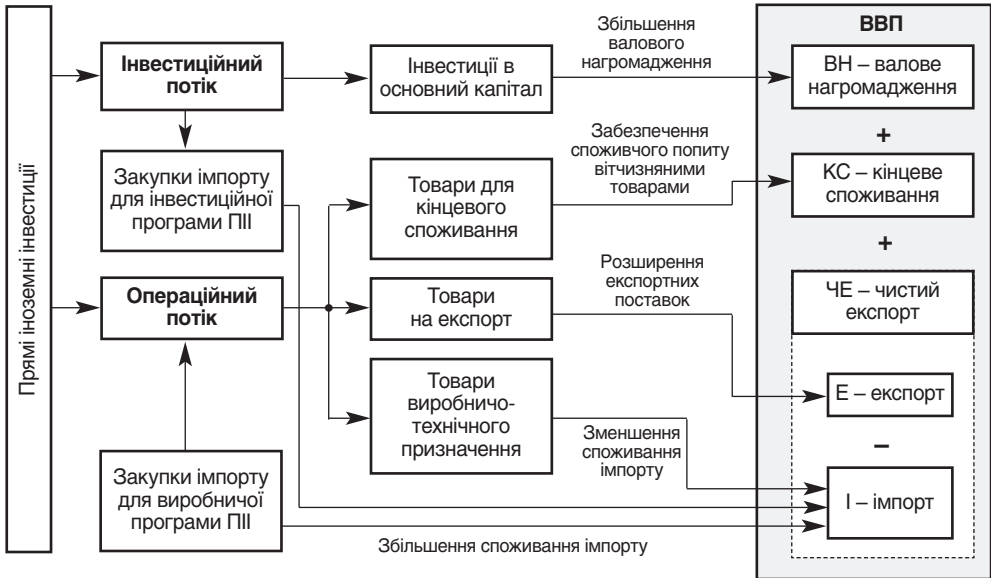 Прямі іноземні інвестиції
Інвестиційний
потік
Інвестиції в
основний капітал
Збільшення
валового
нагромадження
ВВП
ВН – валове
нагромадження
+
Закупки імпорту
для інвестиційної
програми ПІІ
Товари для
кінцевого
споживання
Забезпечення
споживчого попиту
вітчизняними
товарами
КС – кінцеве
споживання
+
Операційний
потік
Товари
на експорт
Розширення
експортних
поставок
ЧЕ – чистий
експорт
Товари
виробничо-
технічного
призначення
Е – експорт
–
Зменшення
споживання
імпорту
Закупки імпорту
для виробничої
програми ПІІ
І – імпорт
Збільшення споживання імпорту